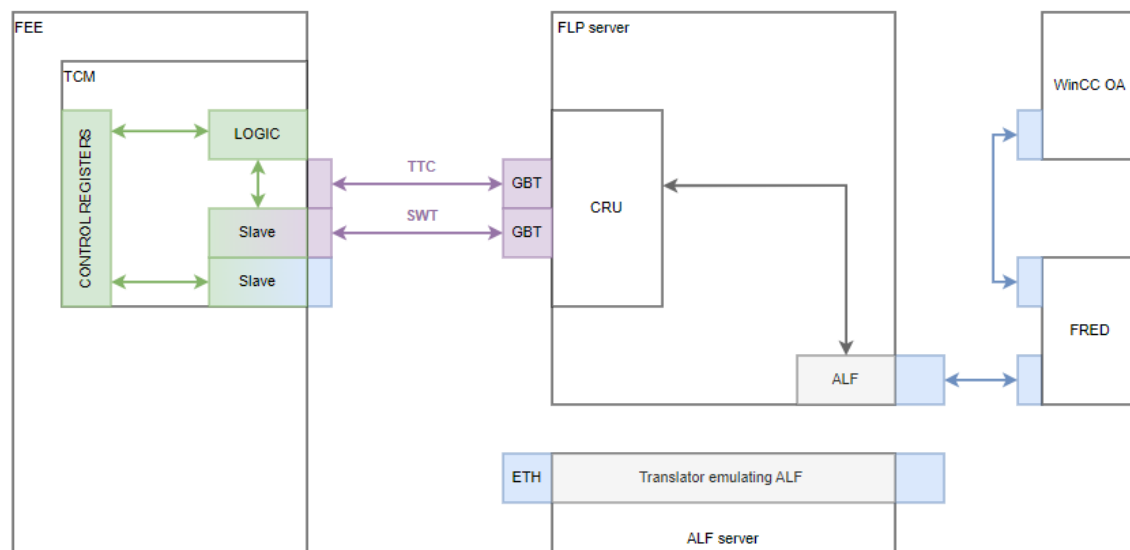 FEE
TCM
CONTROL REGISTERS
LOGIC
Slave
Slave
TTC
SWT
FLP server
GBT
GBT
CRU
ALF
WinCC OA
FRED
ETH
Translator emulating ALF
ALF server